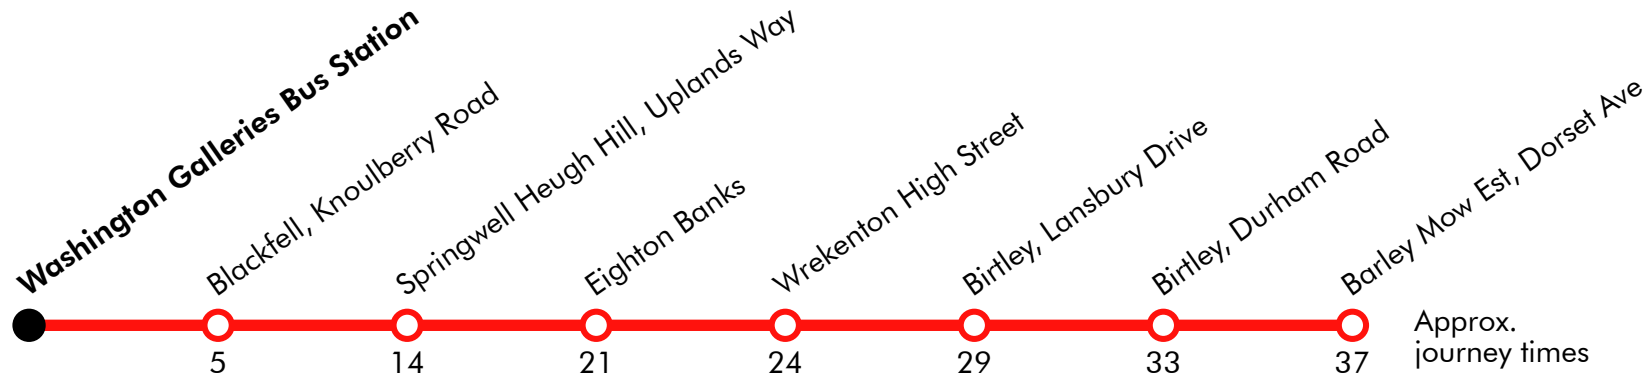 Washington Galleries Bus Station
Blackfell, Knoulberry Road
Springwell Heugh Hill, Uplands Way
Eighton Banks
Wrekenton High Street
Birtley, Lansbury Drive
Birtley, Durham Road
Barley Mow Est, Dorset Ave
5
14
21
24
29
33
37
Approx.
journey times